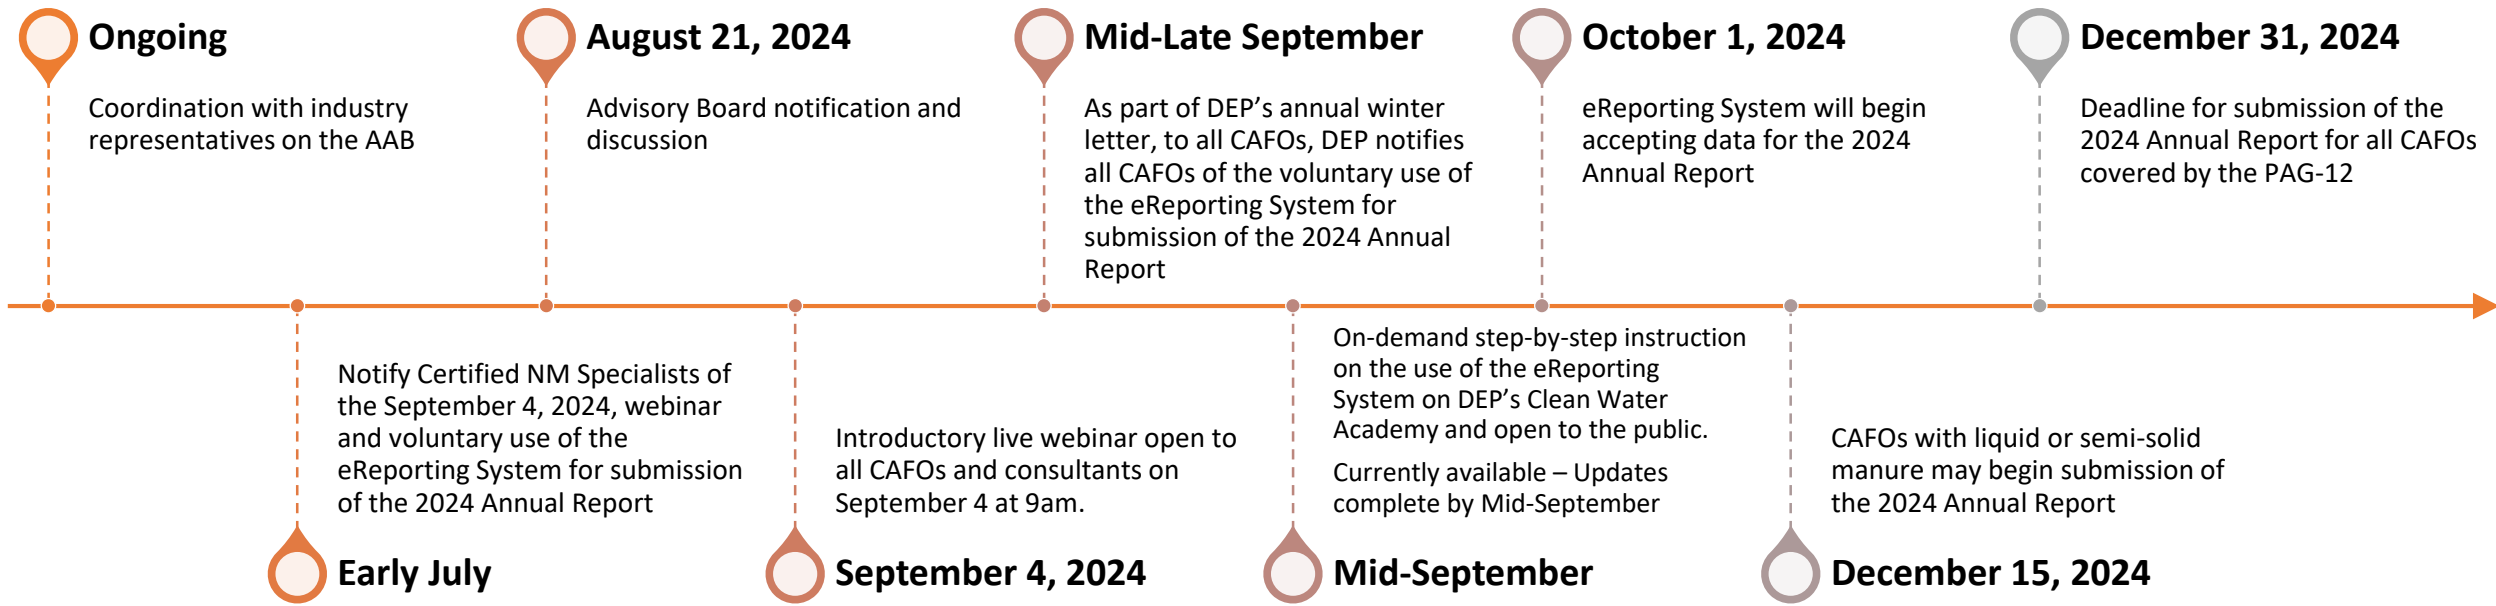 Ongoing
Coordination with industry
representatives on the AAB
Notify Certified NM Specialists of
the September 4, 2024, webinar
and voluntary use of the
eReporting System for submission
of the 2024 Annual Report
Early July
August 21, 2024
Advisory Board notification and
discussion
Introductory live webinar open to
all CAFOs and consultants on
September 4 at 9am.
September 4, 2024
Mid-Late September
As part of DEP’s annual winter
letter, to all CAFOs, DEP notifies
all CAFOs of the voluntary use of
the eReporting System for
submission of the 2024 Annual
Report
On-demand step-by-step instruction
on the use of the eReporting
System on DEP’s Clean Water
Academy and open to the public.
Currently available – Updates
complete by Mid-September
Mid-September
October 1, 2024
eReporting System will begin
accepting data for the 2024
Annual Report
CAFOs with liquid or semi-solid
manure may begin submission of
the 2024 Annual Report
December 15, 2024
December 31, 2024
Deadline for submission of the
2024 Annual Report for all CAFOs
covered by the PAG-12